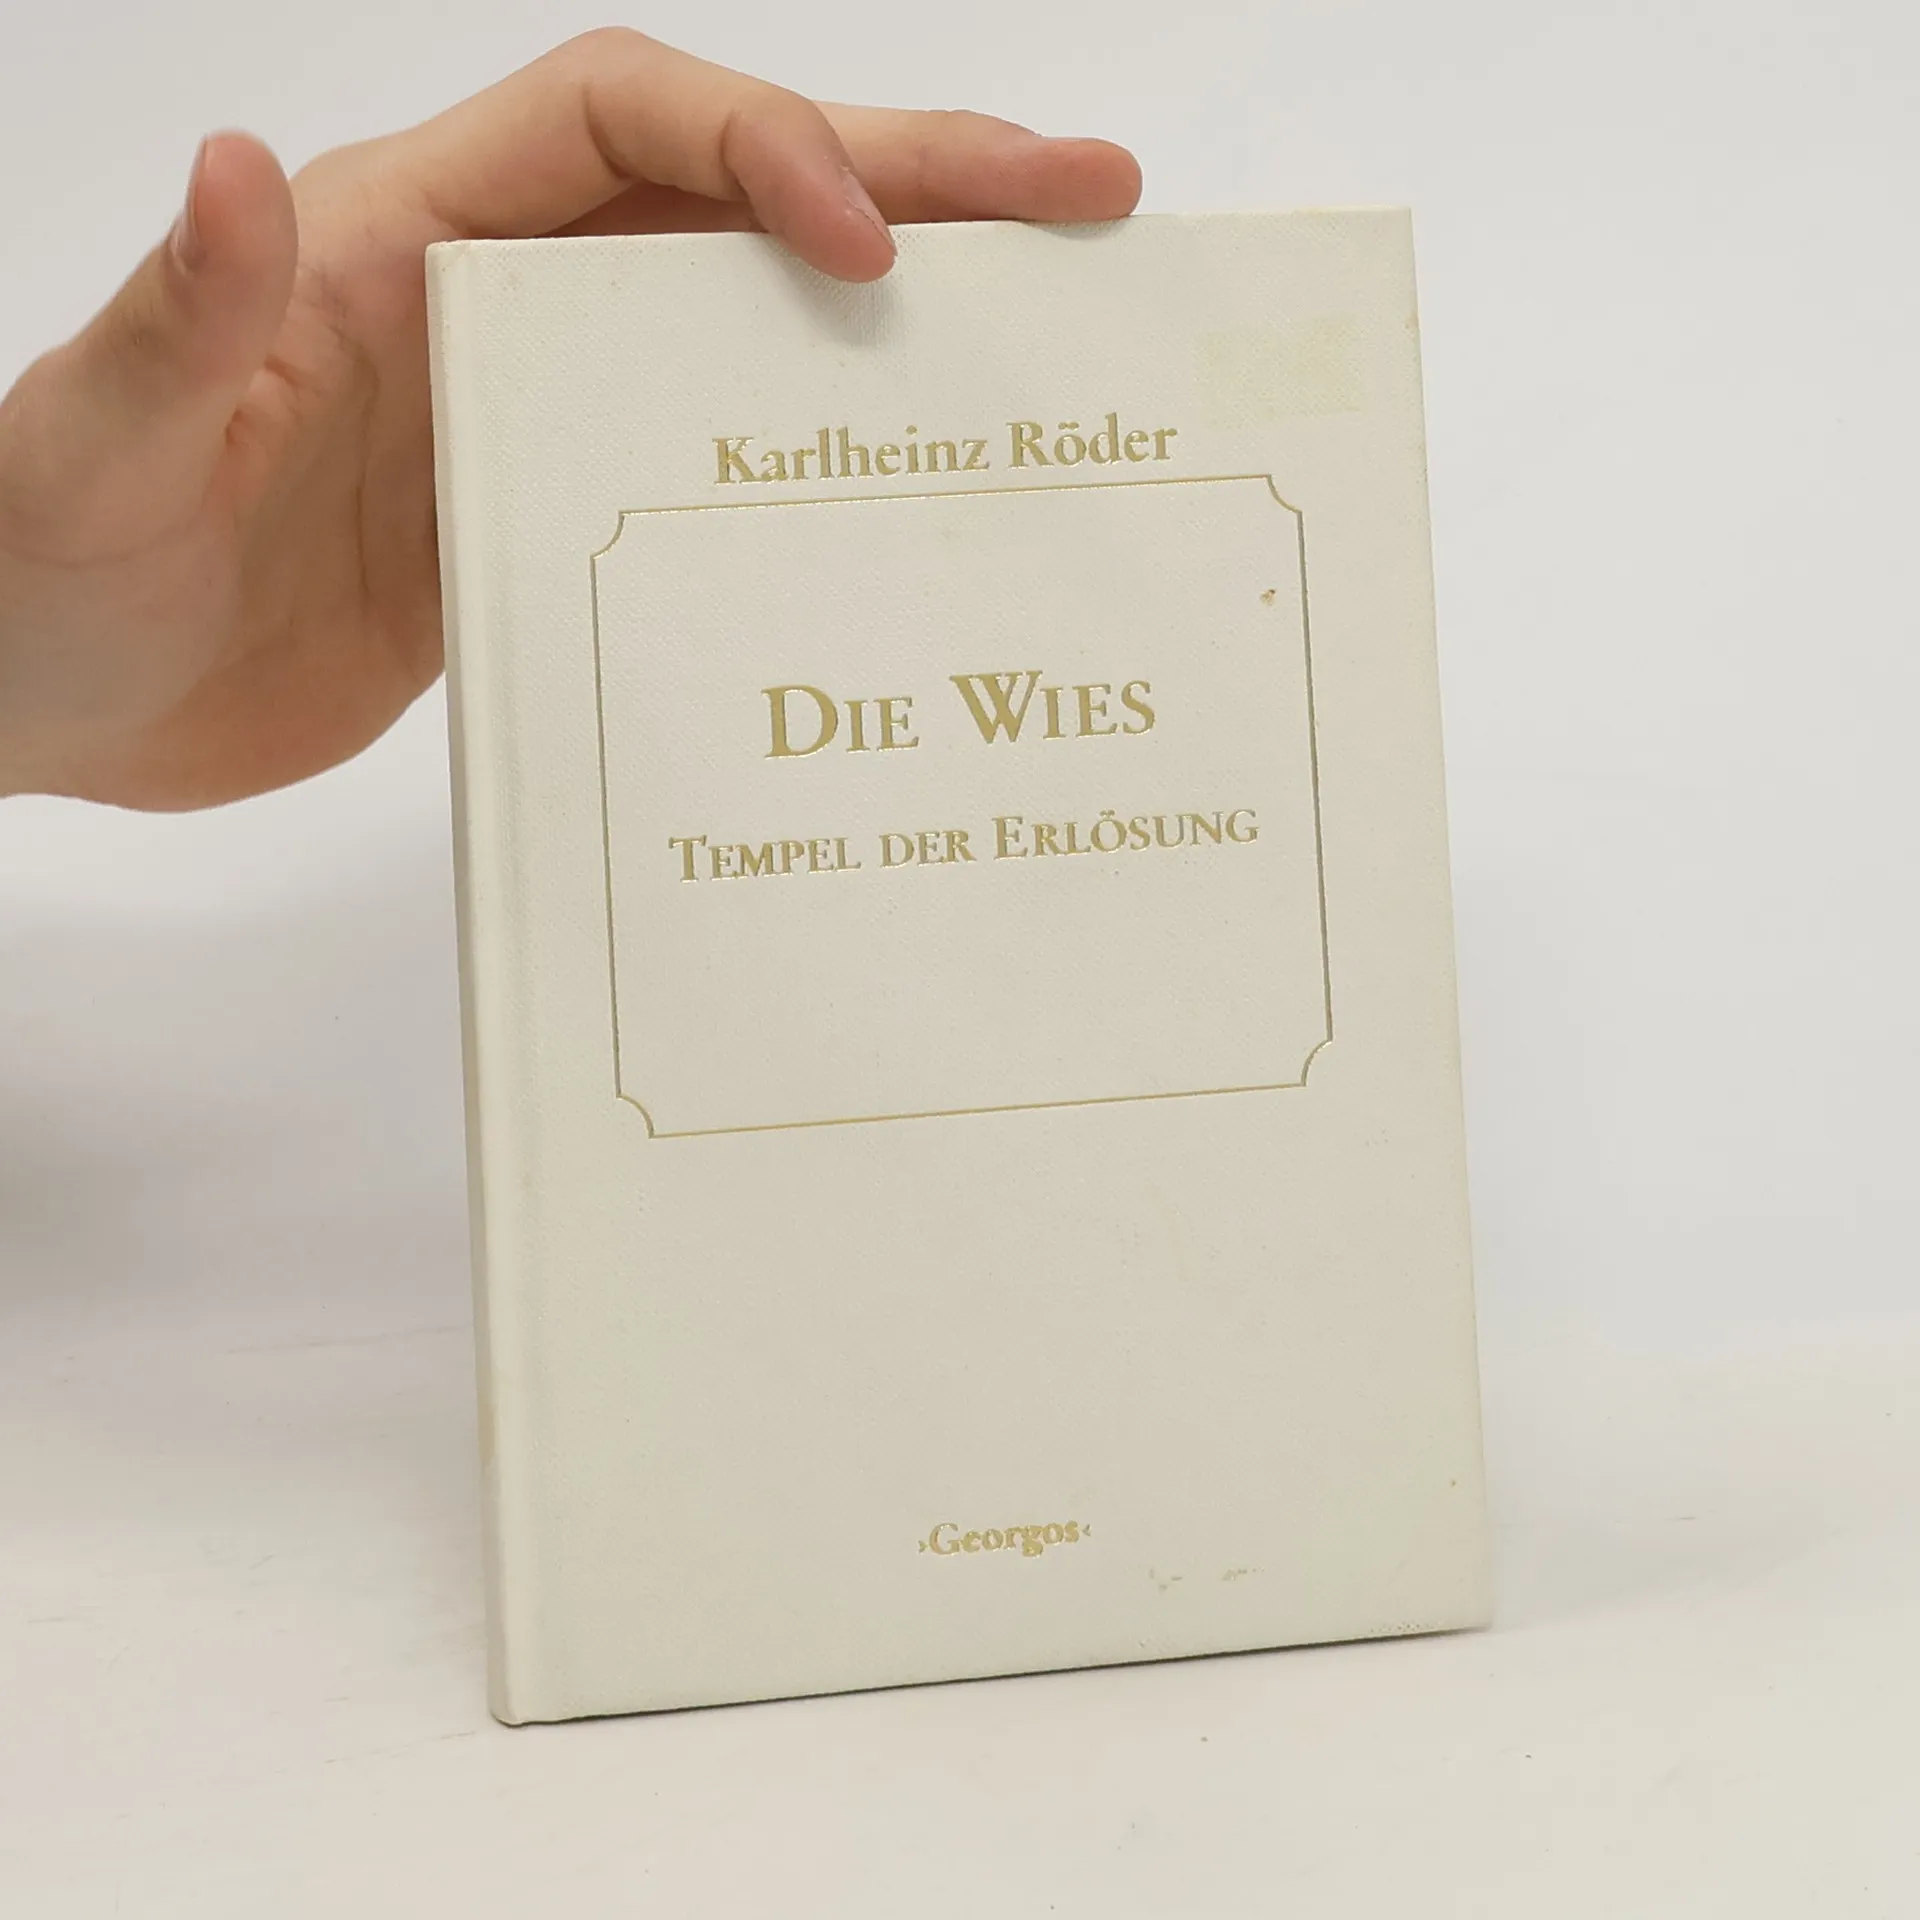 Karlheinz Röder
DIE WIES
TEMPEL DER ERLÖSUNG
›Georgos‹